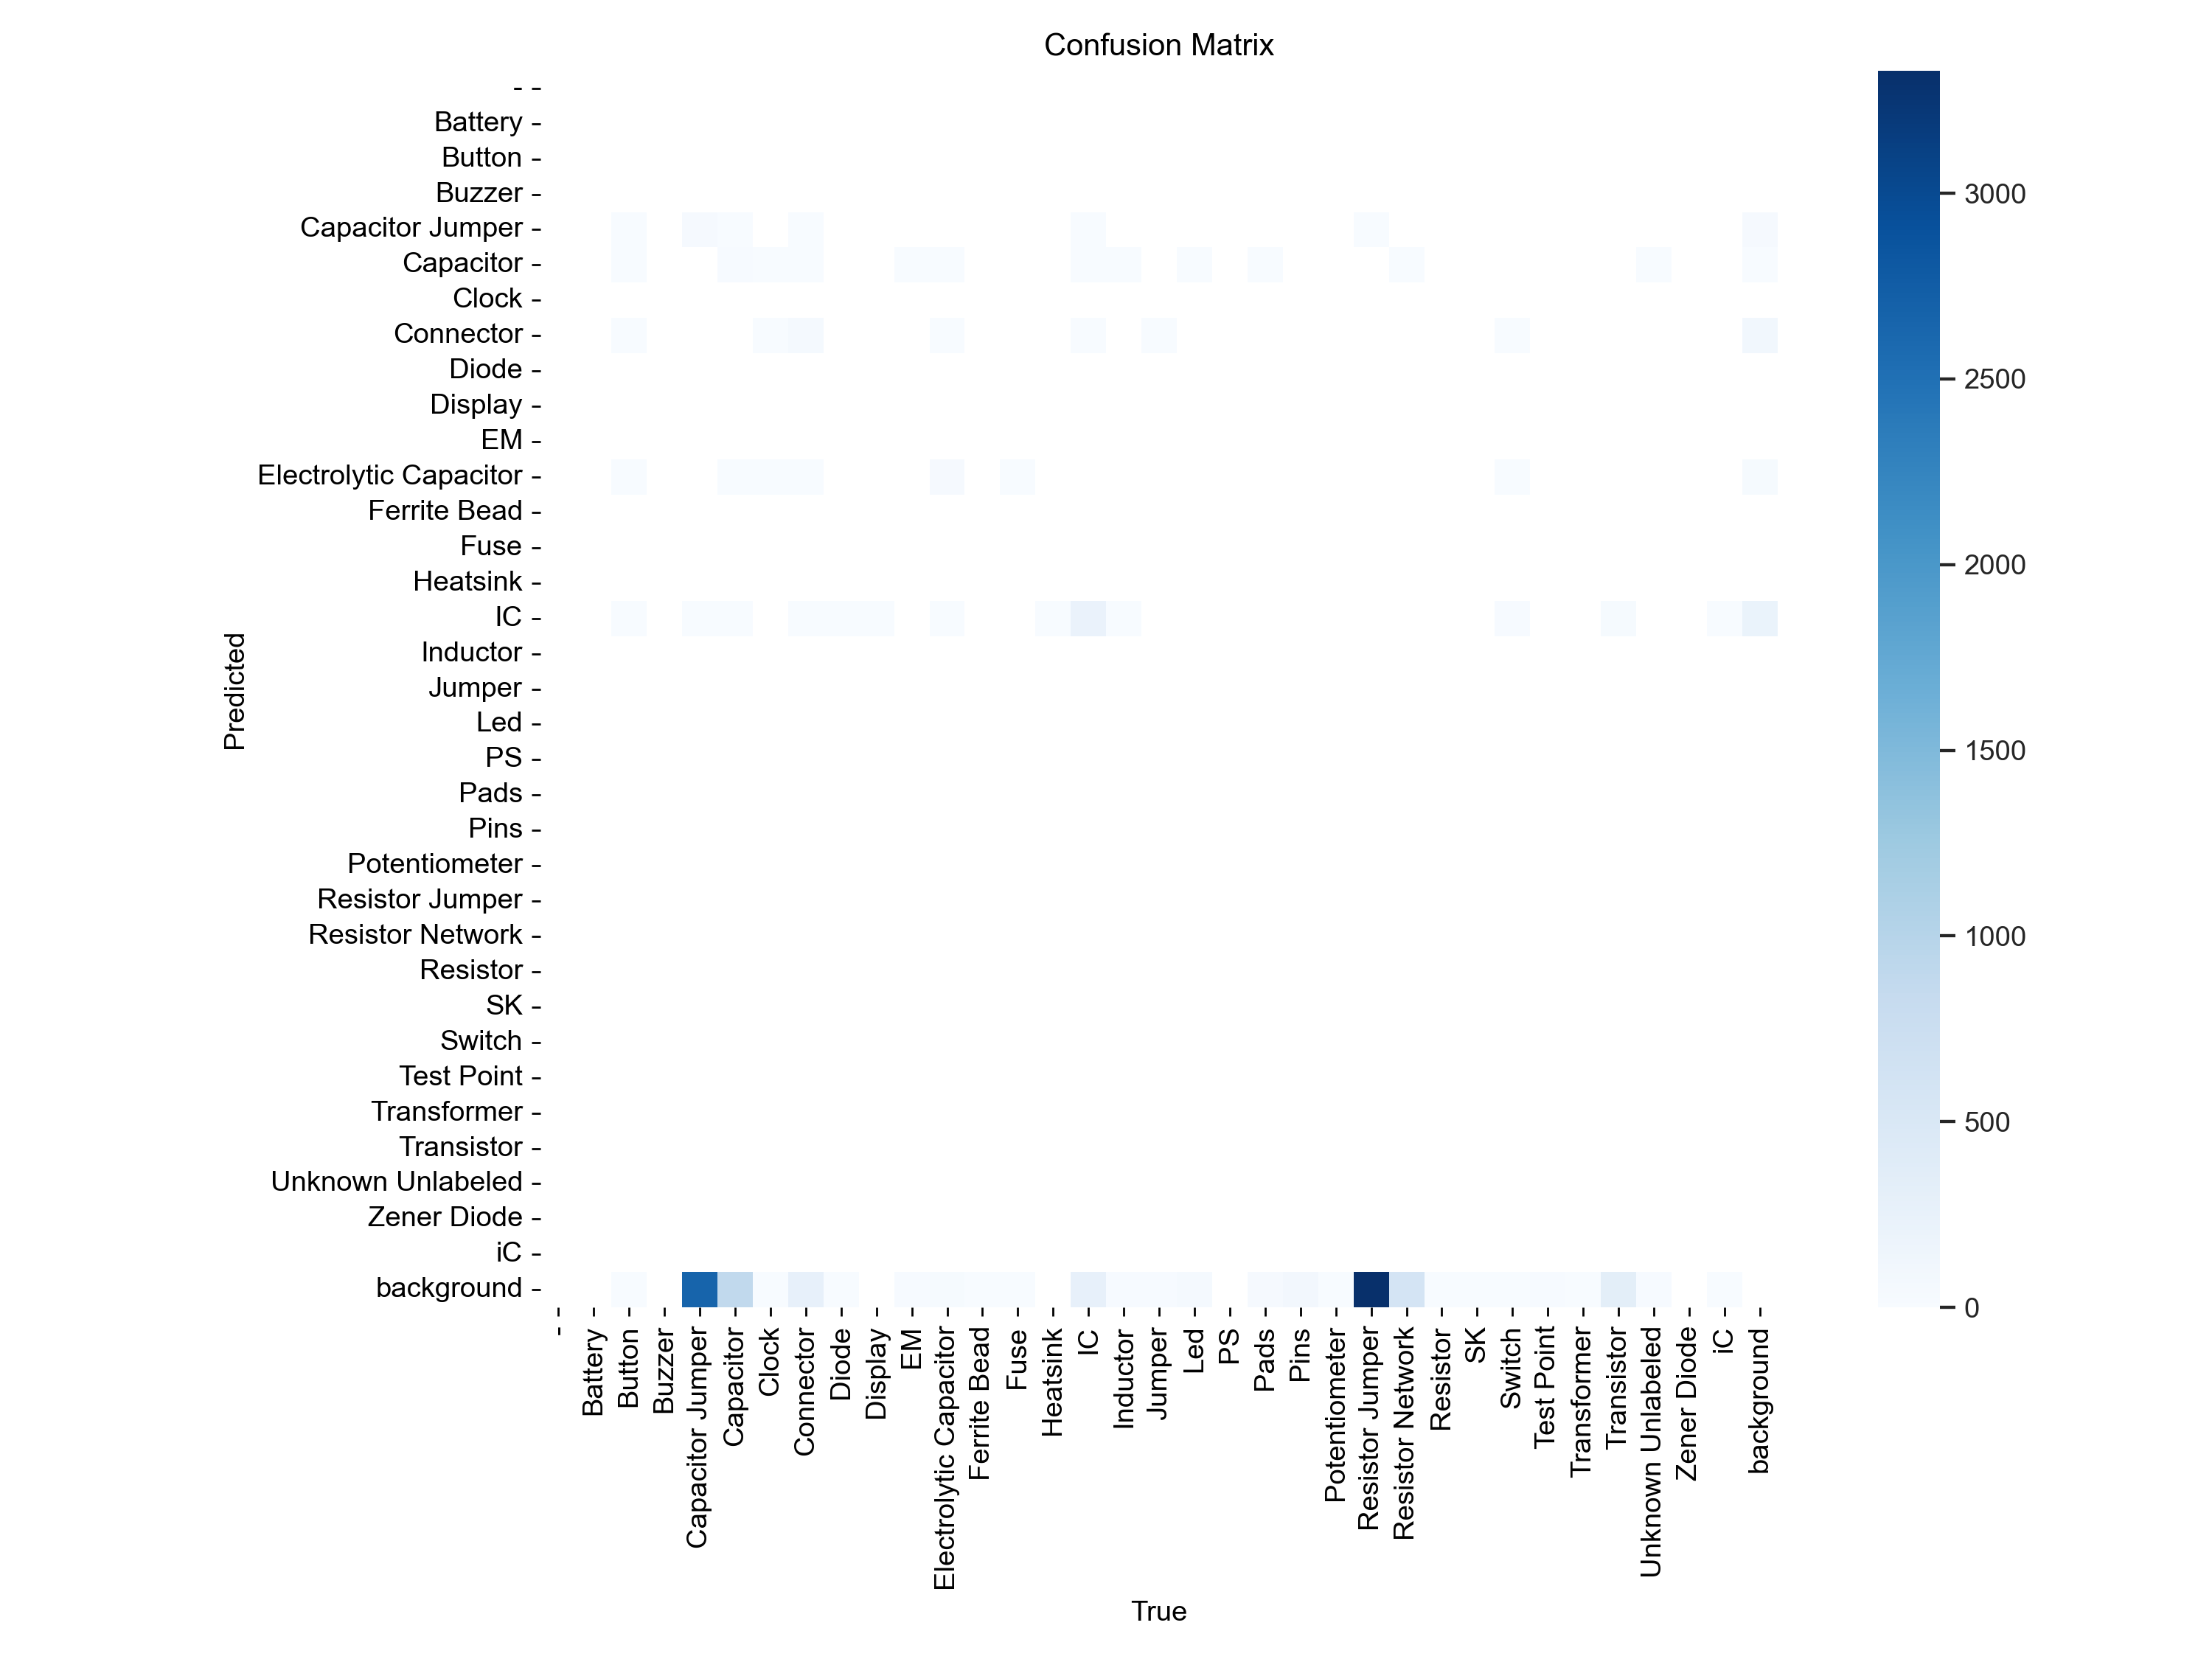 Confusion Matrix
-
Battery
Button
Buzzer
Capacitor Jumper
Capacitor
Clock
Connector
Diode
Display
EM
Electrolytic Capacitor
Ferrite Bead
Fuse
Heatsink
IC
Inductor
Jumper
Led
PS
Pads
Pins
Potentiometer
Resistor Jumper
Resistor Network
Resistor
SK
Switch
Test Point
Transformer
Transistor
Unknown Unlabeled
Zener Diode
iC
background
Predicted
-
Battery
Button
Buzzer
Capacitor Jumper
Capacitor
Clock
Connector
Diode
Display
EM
Electrolytic Capacitor
Ferrite Bead
Fuse
Heatsink
IC
Inductor
Jumper
Led
PS
Pads
Pins
Potentiometer
Resistor Jumper
Resistor Network
Resistor
SK
Switch
Test Point
Transformer
Transistor
Unknown Unlabeled
Zener Diode
iC
background
True
3000
2500
2000
1500
1000
500
0